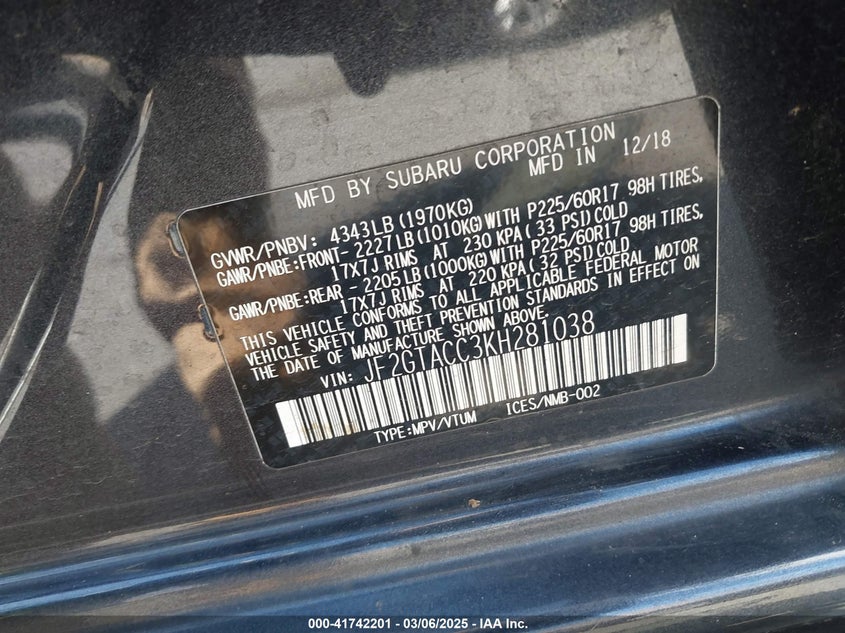 MFD BY SUBARU CORPORATION
MFD IN 12/18
GVWR/PNBV: 4343LB(1970KG)
GAWR/PNBE:FRONT- 2227LB(1010KG)WITH P225/60R17 98H TIRES,
17X7J RIMS AT 230 KPA(33 PSI)COLD
GAWR/PNBE:REAR - 2205LB(1000KG)WITH P225/60R17 98H TIRES,
17X7J RIMS AT 220 KPA(32 PSI)COLD
THIS VEHICLE CONFORMS TO ALL APPLICABLE FEDERAL MOTOR
VEHICLE SAFETY AND THEFT PREVENTION STANDARDS IN EFFECT ON
THE DATE OF MANUFACTURE SHOWN ABOVE.
VIN: JF2GTACC3KH281038
TYPE:MPV/VTUM ICES/NMB-002
000-41742201 - 03/06/2025 - IAA Inc.